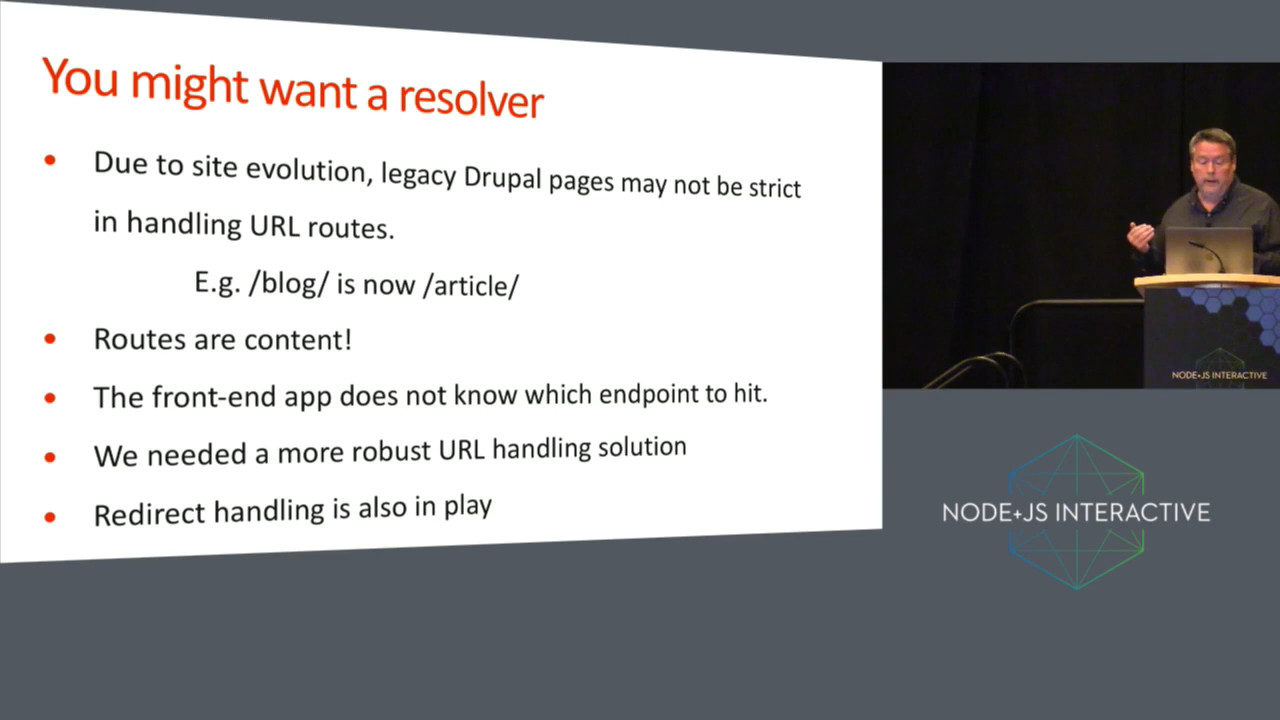 You might want a resolver
Due to site evolution, legacy Drupal pages may not be strict
in handling URL routes.
E.g. /blog/ is now /article/
Routes are content!
The front-end app does not know which endpoint to hit.
We needed a more robust URL handling solution
Redirect handling is also in play
NODE+JS INTERACTIVE
NODE+JS INTERACTIVE